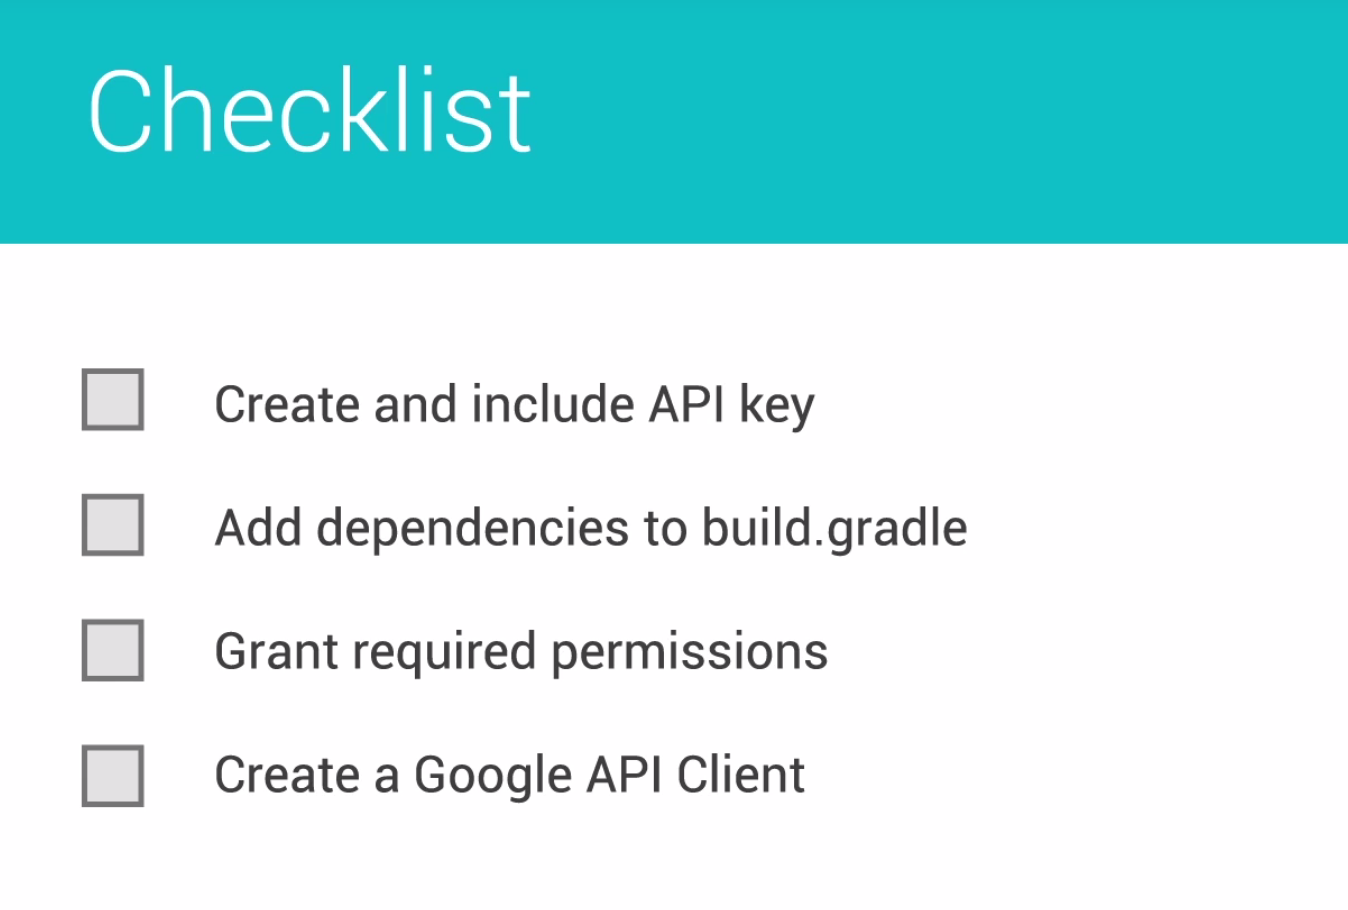 Checklist
Create and include API key
Add dependencies to build.gradle
Grant required permissions
Create a Google API Client